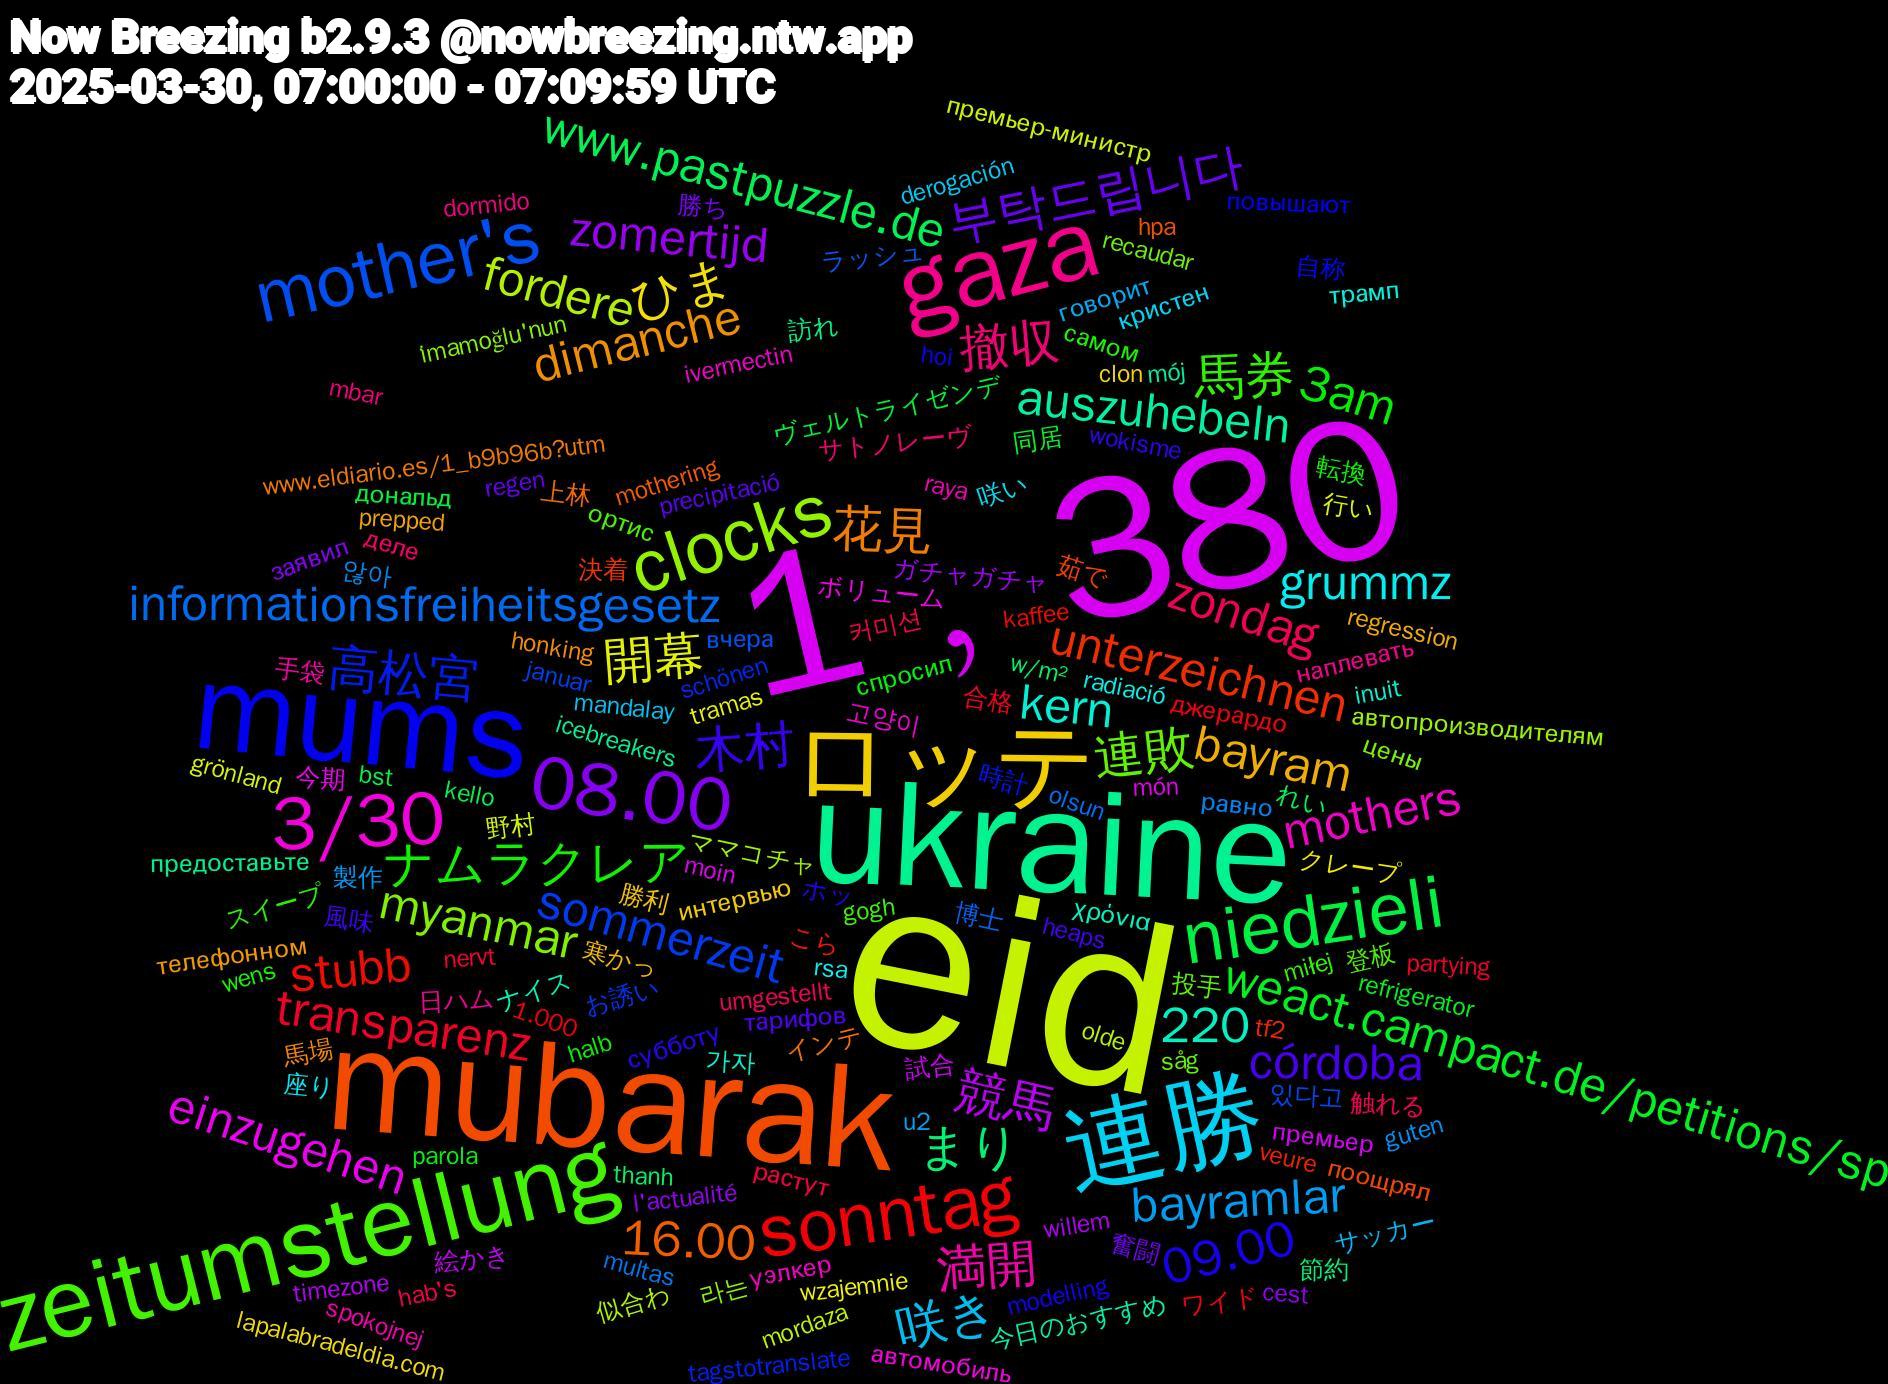 Now Breezing b2.9.3 @nowbreezing.ntw.app
2025-03-30, 07:00:00 - 07:09:59 UTC
премьер-министр
www.pastpuzzle.de
부탁드립니다
derogación
dormido
повышают
勝ち
hpa
mother's
zomertijd
ラッシュ
recaudar
自称
трамп
gaza
говорит
кристен
ひま
fordere
訪れ
imamoğlu'nun
dimanche
撤収
самом
hoi
ivermectin
clon
mój
馬券
3am
mbar
auszuhebeln
ヴェルトライゼンデ
サトノレーヴ
同居
wokisme
380
1,
www.eldiario.es/1_b9b96b?utm
mothering
転換
regen
precipitació
上林
raya
咲い
行い
дональд
prepped
ортис
clocks
花見
деле
決着
茹で
заявил
않아
ガチャガチャ
grummz
informationsfreiheitsgesetz
ボリューム
zondag
regression
kaffee
커미션
honking
вчера
開幕
w/m²
高松宮
januar
schönen
спросил
unterzeichnen
手袋
наплевать
tramas
kern
radiació
inuit
mums
mandalay
合格
джерардо
고양이
автопроизводителям
icebreakers
木村
ロッテ
連敗
bayram
цены
grönland
今期
bst
08.00
時計
kello
món
3/30
olsun
равно
れい
mothers
ukraine
野村
ママコチャ
предоставьте
ナムラクレア
製作
moin
クレープ
ホッ
勝利
интервью
スイープ
風味
myanmar
gogh
heaps
χρόνια
niedzieli
sommerzeit
博士
こら
телефонном
寒かっ
miłej
登板
wens
stubb
nervt
partying
日ハム
ナイス
投手
weact.campact.de/petitions/sp
refrigerator
お誘い
umgestellt
eid
transparenz
1.000
тарифов
220
tf2
olde
субботу
mubarak
halb
馬場
インテ
가자
såg
座り
試合
córdoba
競馬
連勝
있다고
触れる
einzugehen
まり
премьер
veure
u2
guten
parola
thanh
растут
поощрял
l'actualité
zeitumstellung
sonntag
bayramlar
willem
絵かき
奮闘
サッカー
16.00
満開
09.00
節約
timezone
multas
уэлкер
hab's
라는
wzajemnie
cest
modelling
似合わ
ワイド
咲き
spokojnej
mordaza
今日のおすすめ
lapalabradeldia.com
автомобиль
tagstotranslate
rsa